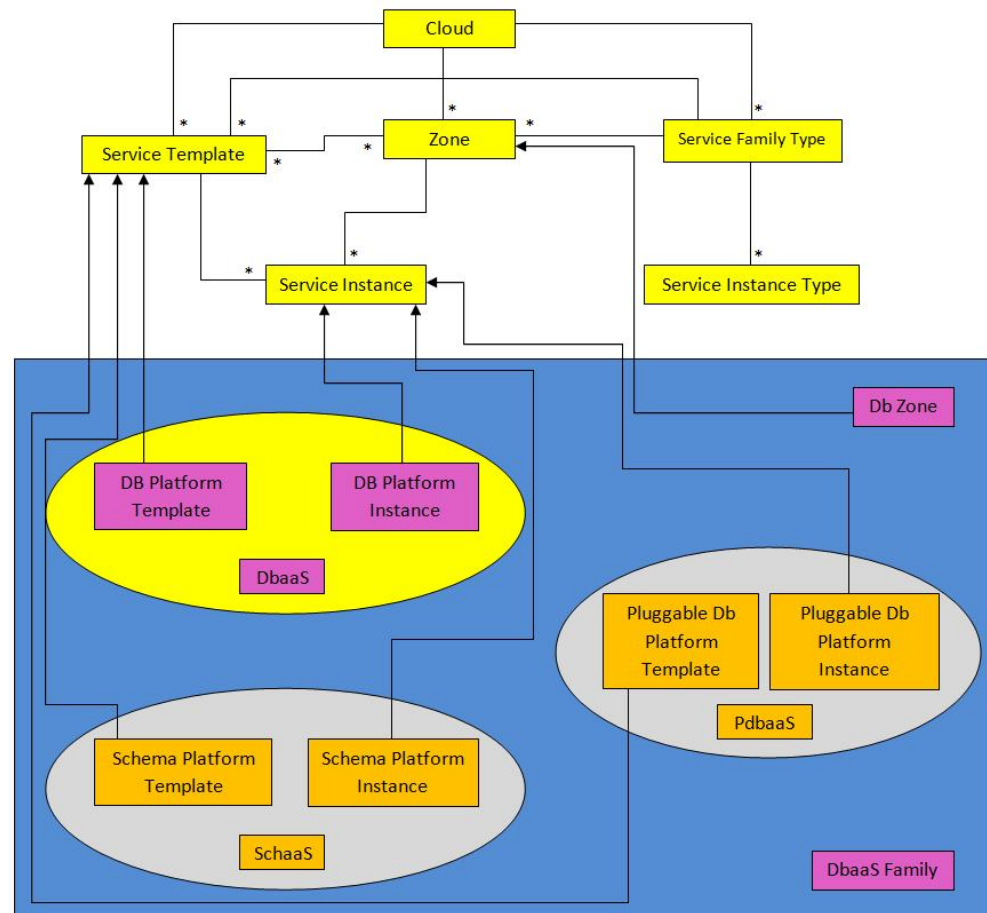 Cloud
*
*
*
*
*
Service Template
*
*
Zone
*
Service Family Type
*
*
Service Instance
*
Service Instance Type
Db Zone
DB Platform
Template
DB Platform
Instance
DbaaS
Pluggable Db
Platform
Template
Pluggable Db
Platform
Instance
PdbaaS
Schema Platform
Template
Schema Platform
Instance
SchaaS
DbaaS Family